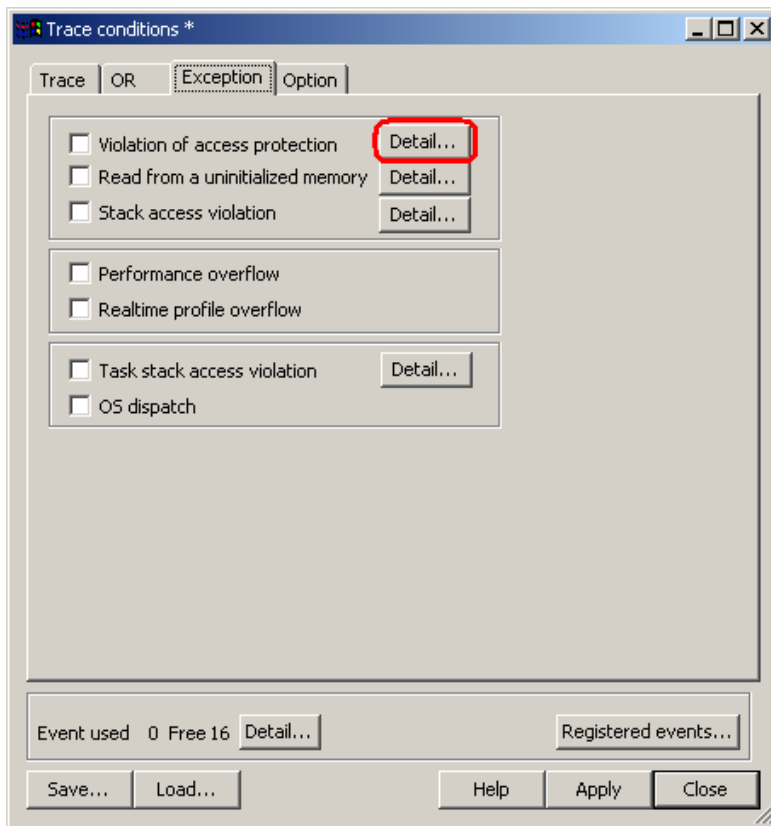 Trace conditions *
Trace OR Exception Option
Violation of access protection Detail...
Read from a uninitialized memory Detail...
Stack access violation Detail...
Performance overflow
Realtime profile overflow
Task stack access violation Detail...
OS dispatch
Event used 0 Free 16 Detail... Registered events...
Save... Load... Help Apply Close